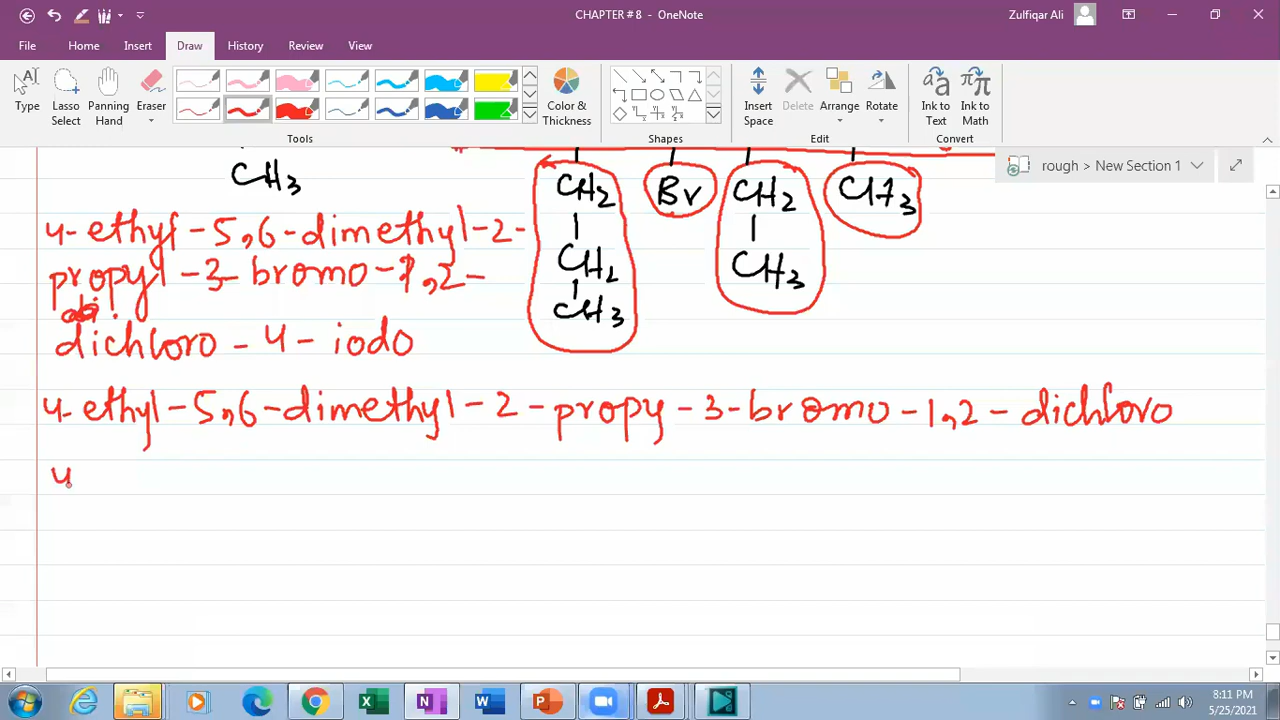 CHAPTER # 8 - OneNote
Zulfiqar Ali
File Home Insert Draw History Review View
Type Lasso Select Panning Hand Eraser
Color & Thickness
Insert Space Delete Arrange Rotate
Ink to Text Ink to Math
Tools Shapes Edit Convert
rough > New Section 1
CH3
CH2 Br CH2 CH3
CH2 CH3
CH3
4-ethyl-5,6-dimethyl-2-
propyl-3-bromo-1,2-
dichloro-4-iodo
4-ethyl-5,6-dimethyl-2-propy-3-bromo-1,2-dichloro
4
8:11 PM
5/25/2021